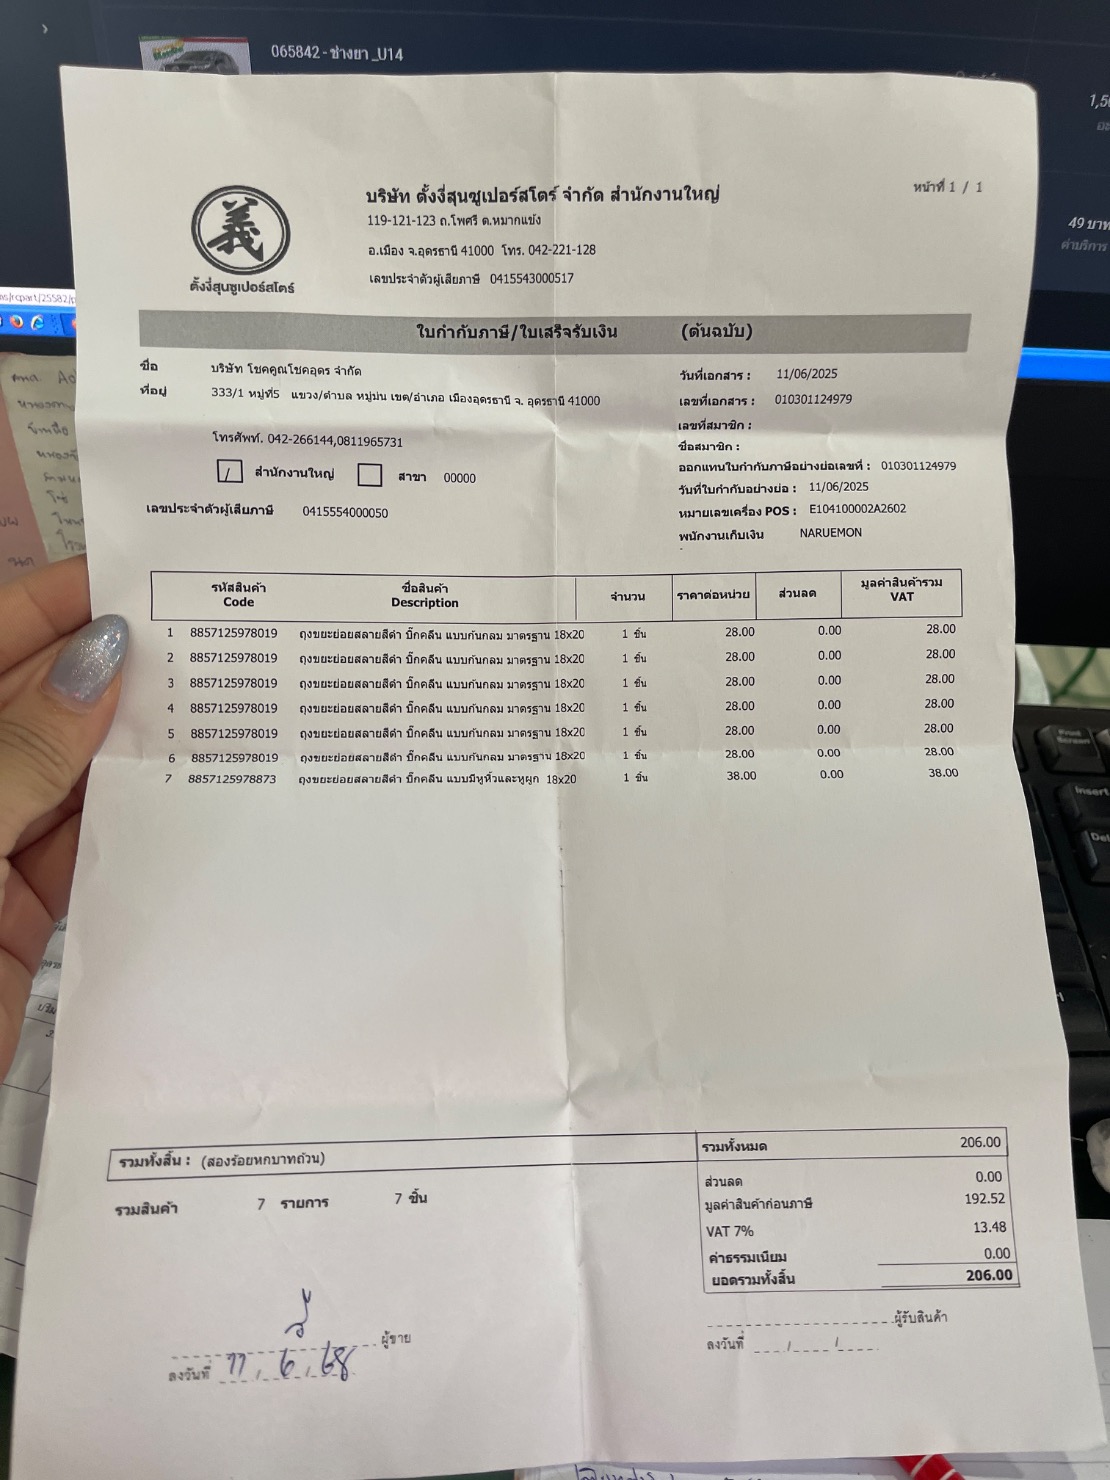 065842 - ช่างยา_U14
49 บาท
ค่าบริการ
หน้าที่ 1 / 1
義
ตั้งงี่สุนซูเปอร์สโตร์
บริษัท ตั้งงี่สุนซูเปอร์สโตร์ จำกัด สำนักงานใหญ่
119-121-123 ถ.โพศรี ต.หมากแข้ง
อ.เมือง จ.อุดรธานี 41000 โทร. 042-221-128
เลขประจำตัวผู้เสียภาษี 0415543000517
ใบกำกับภาษี/ใบเสร็จรับเงิน (ต้นฉบับ)
ชื่อ บริษัท โชคคูณโชคอุดร จำกัด
ที่อยู่ 333/1 หมู่ที่5 แขวง/ตำบล หมูม่น เขต/อำเภอ เมืองอุดรธานี จ. อุดรธานี 41000
โทรศัพท์. 042-266144,0811965731
/ สำนักงานใหญ่ สาขา 00000
เลขประจำตัวผู้เสียภาษี 0415554000050
วันที่เอกสาร : 11/06/2025
เลขที่เอกสาร : 010301124979
เลขที่สมาชิก :
ชื่อสมาชิก :
ออกแทนใบกำกับภาษีอย่างย่อเลขที่ : 010301124979
วันที่ใบกำกับอย่างย่อ : 11/06/2025
หมายเลขเครื่อง POS : E104100002A2602
พนักงานเก็บเงิน NARUEMON
รหัสสินค้า ชื่อสินค้า จำนวน ราคาต่อหน่วย ส่วนลด มูลค่าสินค้ารวม
Code Description VAT
1 8857125978019 ถุงขยะย่อยสลายสีดำ บิ๊กคลีน แบบก้นกลม มาตรฐาน 18x20 1 ชิ้น 28.00 0.00 28.00
2 8857125978019 ถุงขยะย่อยสลายสีดำ บิ๊กคลีน แบบก้นกลม มาตรฐาน 18x20 1 ชิ้น 28.00 0.00 28.00
3 8857125978019 ถุงขยะย่อยสลายสีดำ บิ๊กคลีน แบบก้นกลม มาตรฐาน 18x20 1 ชิ้น 28.00 0.00 28.00
4 8857125978019 ถุงขยะย่อยสลายสีดำ บิ๊กคลีน แบบก้นกลม มาตรฐาน 18x20 1 ชิ้น 28.00 0.00 28.00
5 8857125978019 ถุงขยะย่อยสลายสีดำ บิ๊กคลีน แบบก้นกลม มาตรฐาน 18x20 1 ชิ้น 28.00 0.00 28.00
6 8857125978019 ถุงขยะย่อยสลายสีดำ บิ๊กคลีน แบบก้นกลม มาตรฐาน 18x20 1 ชิ้น 28.00 0.00 28.00
7 8857125978873 ถุงขยะย่อยสลายสีดำ บิ๊กคลีน แบบมีหูหิ้วและหูผูก 18x20 1 ชิ้น 38.00 0.00 38.00
รวมทั้งสิ้น : (สองร้อยหกบาทถ้วน)
รวมสินค้า 7 รายการ 7 ชิ้น
รวมทั้งหมด 206.00
ส่วนลด 0.00
มูลค่าสินค้าก่อนภาษี 192.52
VAT 7% 13.48
ค่าธรรมเนียม 0.00
ยอดรวมทั้งสิ้น 206.00
ผู้ขาย
ลงวันที่ 11 / 6 / 68
ผู้รับสินค้า
ลงวันที่ / /
Print Screen
Insert